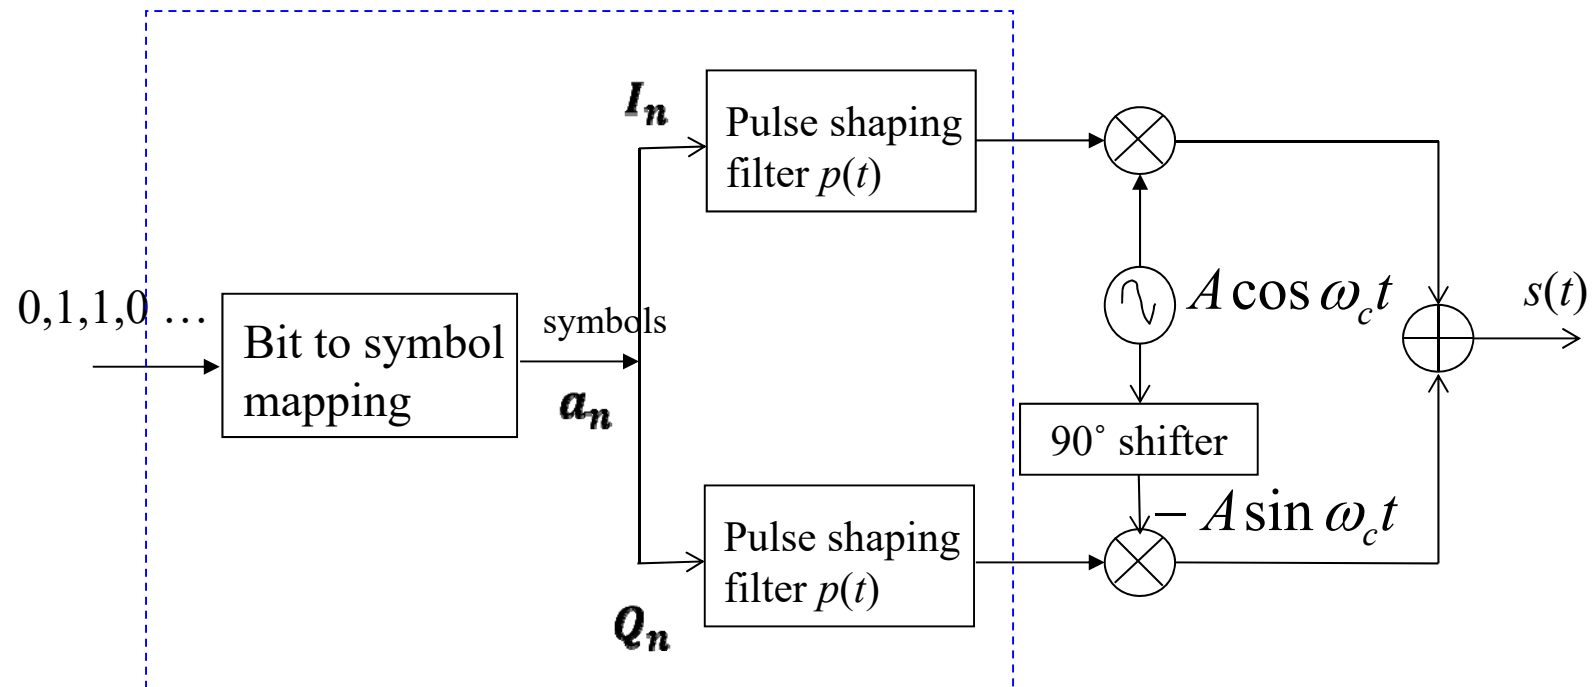 I_n
Pulse shaping
filter p(t)
0,1,1,0 …
Bit to symbol
mapping
symbols
a_n
A cos ω_c t
s(t)
90˚ shifter
− A sin ω_c t
Pulse shaping
filter p(t)
Q_n